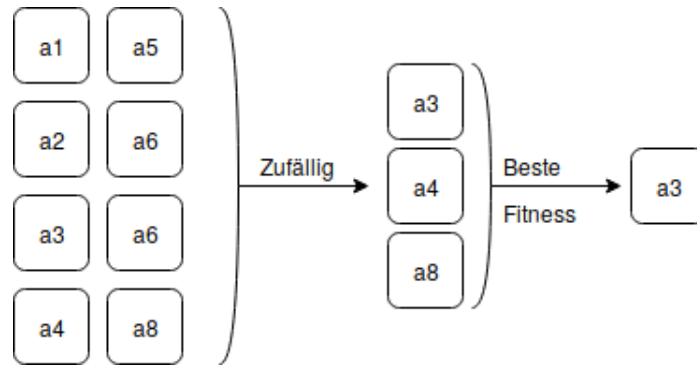 a1 a5
a2 a6
a3 a6
a4 a8
Zufällig
a3
a4
a8
Beste
Fitness
a3